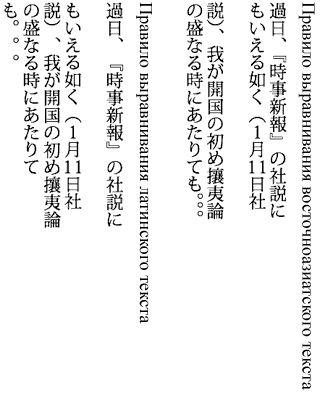 Правило выравнивания восточноазиатского текста
過日、『時事新報』の社説に
もいえる如く（１月11日社
説）、我が開国の初め攘夷論
の盛なる時にあたりても。。。
Правило выравнивания латинского текста
過日、『時事新報』の社説に
もいえる如く（１月11日社
説）、我が開国の初め攘夷論
の盛なる時にあたりて
も。。。